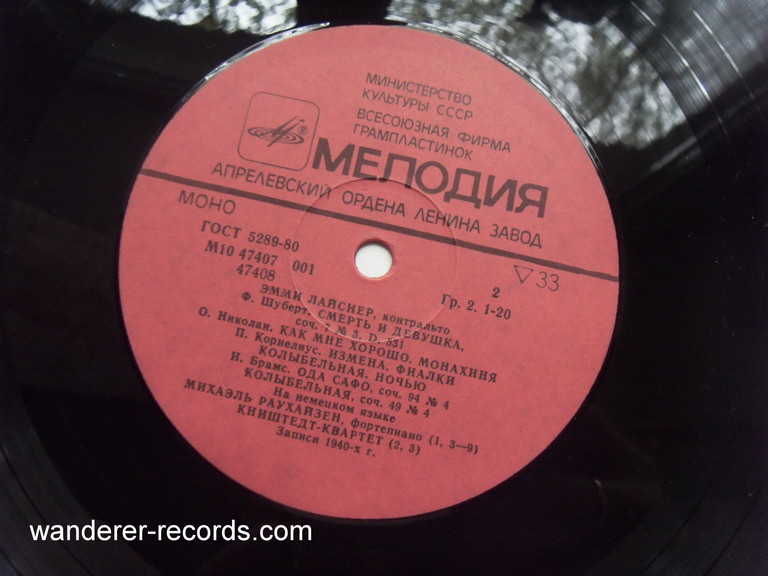 МИНИСТЕРСТВО
КУЛЬТУРЫ СССР
ВСЕСОЮЗНАЯ ФИРМА
ГРАМПЛАСТИНОК
МЕЛОДИЯ
АПРЕЛЕВСКИЙ ОРДЕНА ЛЕНИНА ЗАВОД
МОНО
ГОСТ 5289-80
М10 47407 001
47408
2
▽ 33
Гр. 2. 1-20
ЭММИ ЛАЙСНЕР, контральто
Ф. Шуберт. СМЕРТЬ И ДЕВУШКА,
соч. 7 № 3, D. 531
О. Николаи. КАК МНЕ ХОРОШО. МОНАХИНЯ
П. Корнелиус. ИЗМЕНА. ФИАЛКИ
КОЛЫБЕЛЬНАЯ. НОЧЬЮ
И. Брамс. ОДА САФО, соч. 94 № 4
КОЛЫБЕЛЬНАЯ, соч. 49 № 4
На немецком языке
МИХАЭЛЬ РАУХАЙЗЕН, фортепиано (1, 3—9)
КНИШТЕДТ-КВАРТЕТ (2, 3)
Записи 1940-х г.
wanderer-records.com